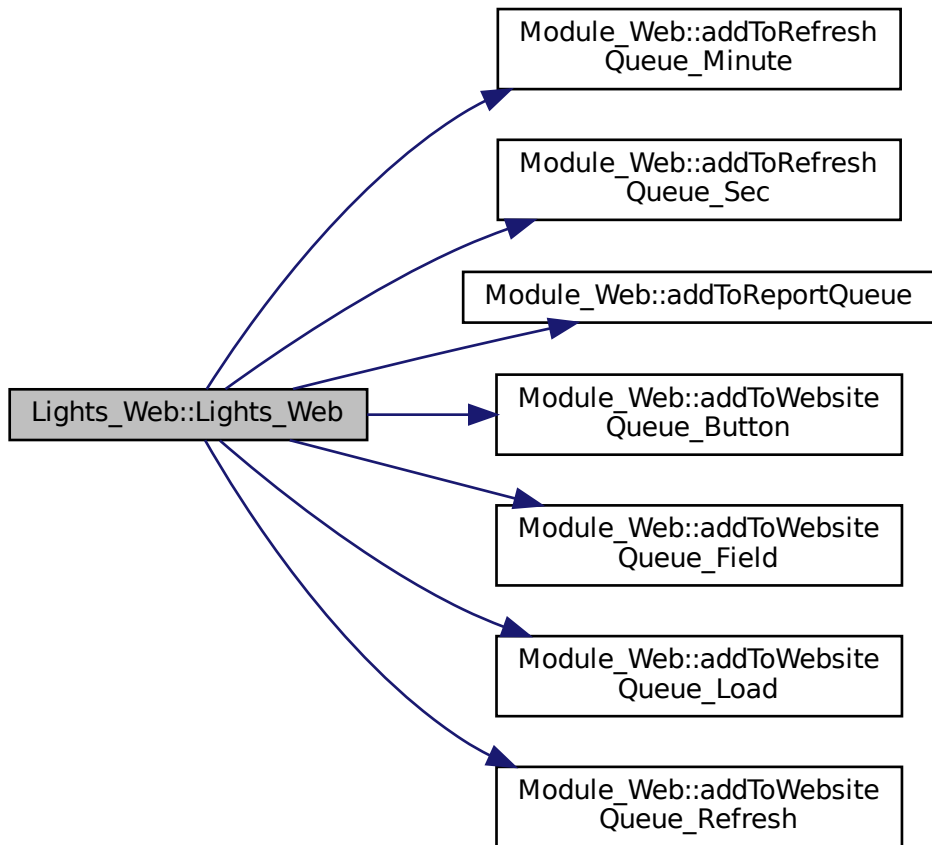 Module_Web::addToRefresh
Queue_Minute
Module_Web::addToRefresh
Queue_Sec
Module_Web::addToReportQueue
Lights_Web::Lights_Web
Module_Web::addToWebsite
Queue_Button
Module_Web::addToWebsite
Queue_Field
Module_Web::addToWebsite
Queue_Load
Module_Web::addToWebsite
Queue_Refresh